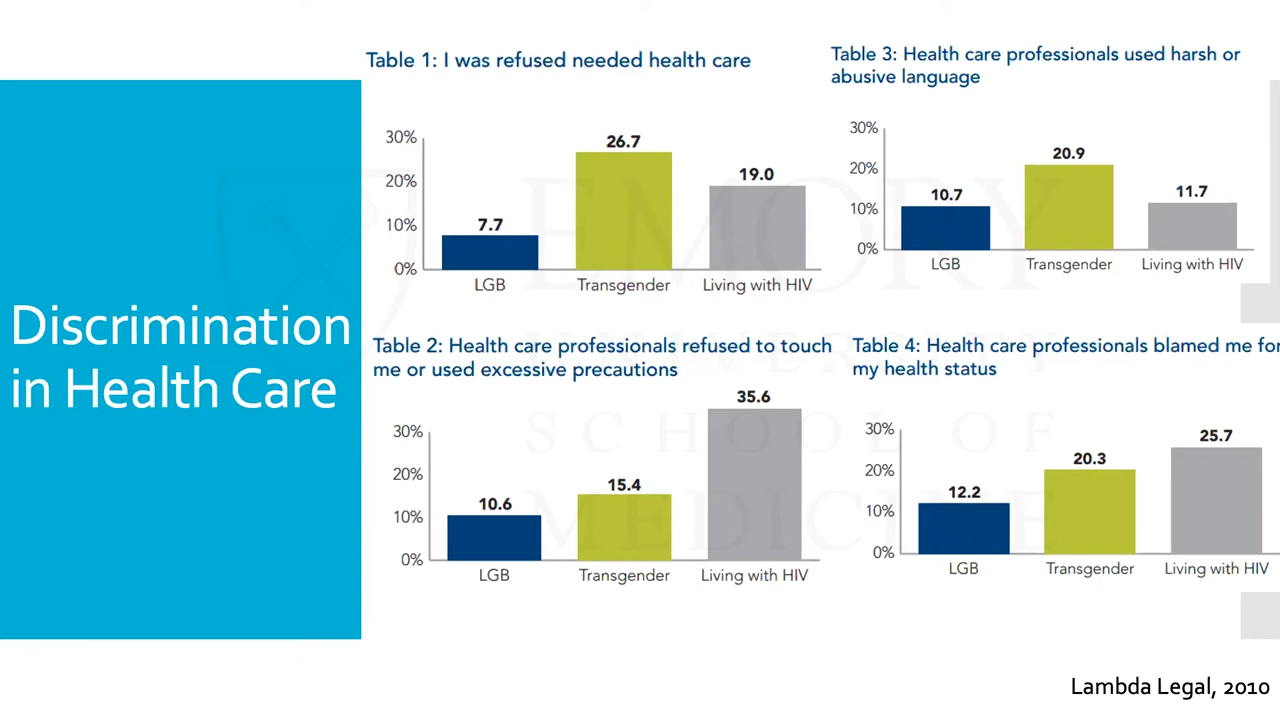 Discrimination
in Health Care
Table 1: I was refused needed health care
30%
20%
10%
0%
7.7
26.7
19.0
LGB
Transgender
Living with HIV
Table 3: Health care professionals used harsh or
abusive language
30%
20%
10%
0%
10.7
20.9
11.7
LGB
Transgender
Living with HIV
Table 2: Health care professionals refused to touch
me or used excessive precautions
30%
20%
10%
0%
10.6
15.4
35.6
LGB
Transgender
Living with HIV
Table 4: Health care professionals blamed me for
my health status
30%
20%
10%
0%
12.2
20.3
25.7
LGB
Transgender
Living with HIV
Lambda Legal, 2010
EMORY
UNIVERSITY
SCHOOL OF
MEDICINE